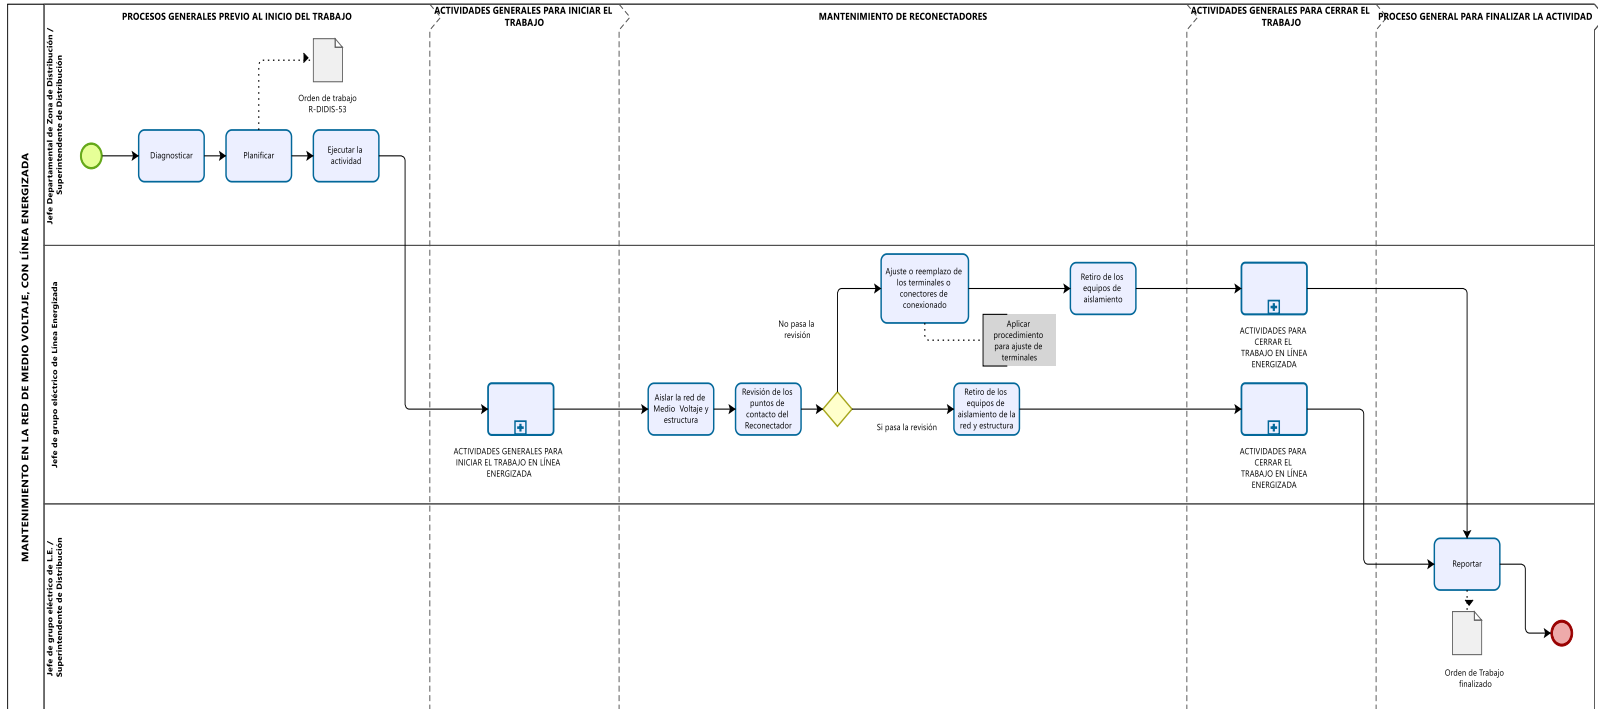 PROCESOS GENERALES PREVIO AL INICIO DEL TRABAJO
ACTIVIDADES GENERALES PARA INICIAR EL
TRABAJO
MANTENIMIENTO DE RECONECTADORES
ACTIVIDADES GENERALES PARA CERRAR EL
TRABAJO
PROCESO GENERAL PARA FINALIZAR LA ACTIVIDAD
MANTENIMIENTO EN LA RED DE MEDIO VOLTAJE, CON LÍNEA ENERGIZADA
Jefe Departamental de Zona de Distribución /
Superintendente de Distribución
Orden de trabajo
R-DIDIS-53
Diagnosticar
Planificar
Ejecutar la
actividad
Jefe de grupo eléctrico de Línea Energizada
ACTIVIDADES GENERALES PARA
INICIAR EL TRABAJO EN LÍNEA
ENERGIZADA
Aislar la red de
Medio  Voltaje y
estructura
Revisión de los
puntos de
contacto del
Reconectador
No pasa la
revisión
Ajuste o reemplazo de
los terminales o
conectores de
conexionado
Aplicar
procedimiento
para ajuste de
terminales
Retiro de los
equipos de
aislamiento
ACTIVIDADES PARA
CERRAR EL
TRABAJO EN LÍNEA
ENERGIZADA
Si pasa la revisión
Retiro de los
equipos de
aislamiento de la
red y estructura
ACTIVIDADES PARA
CERRAR EL
TRABAJO EN LÍNEA
ENERGIZADA
Jefe de grupo eléctrico de L.E. /
Superintendente de Distribución
Reportar
Orden de Trabajo
finalizado